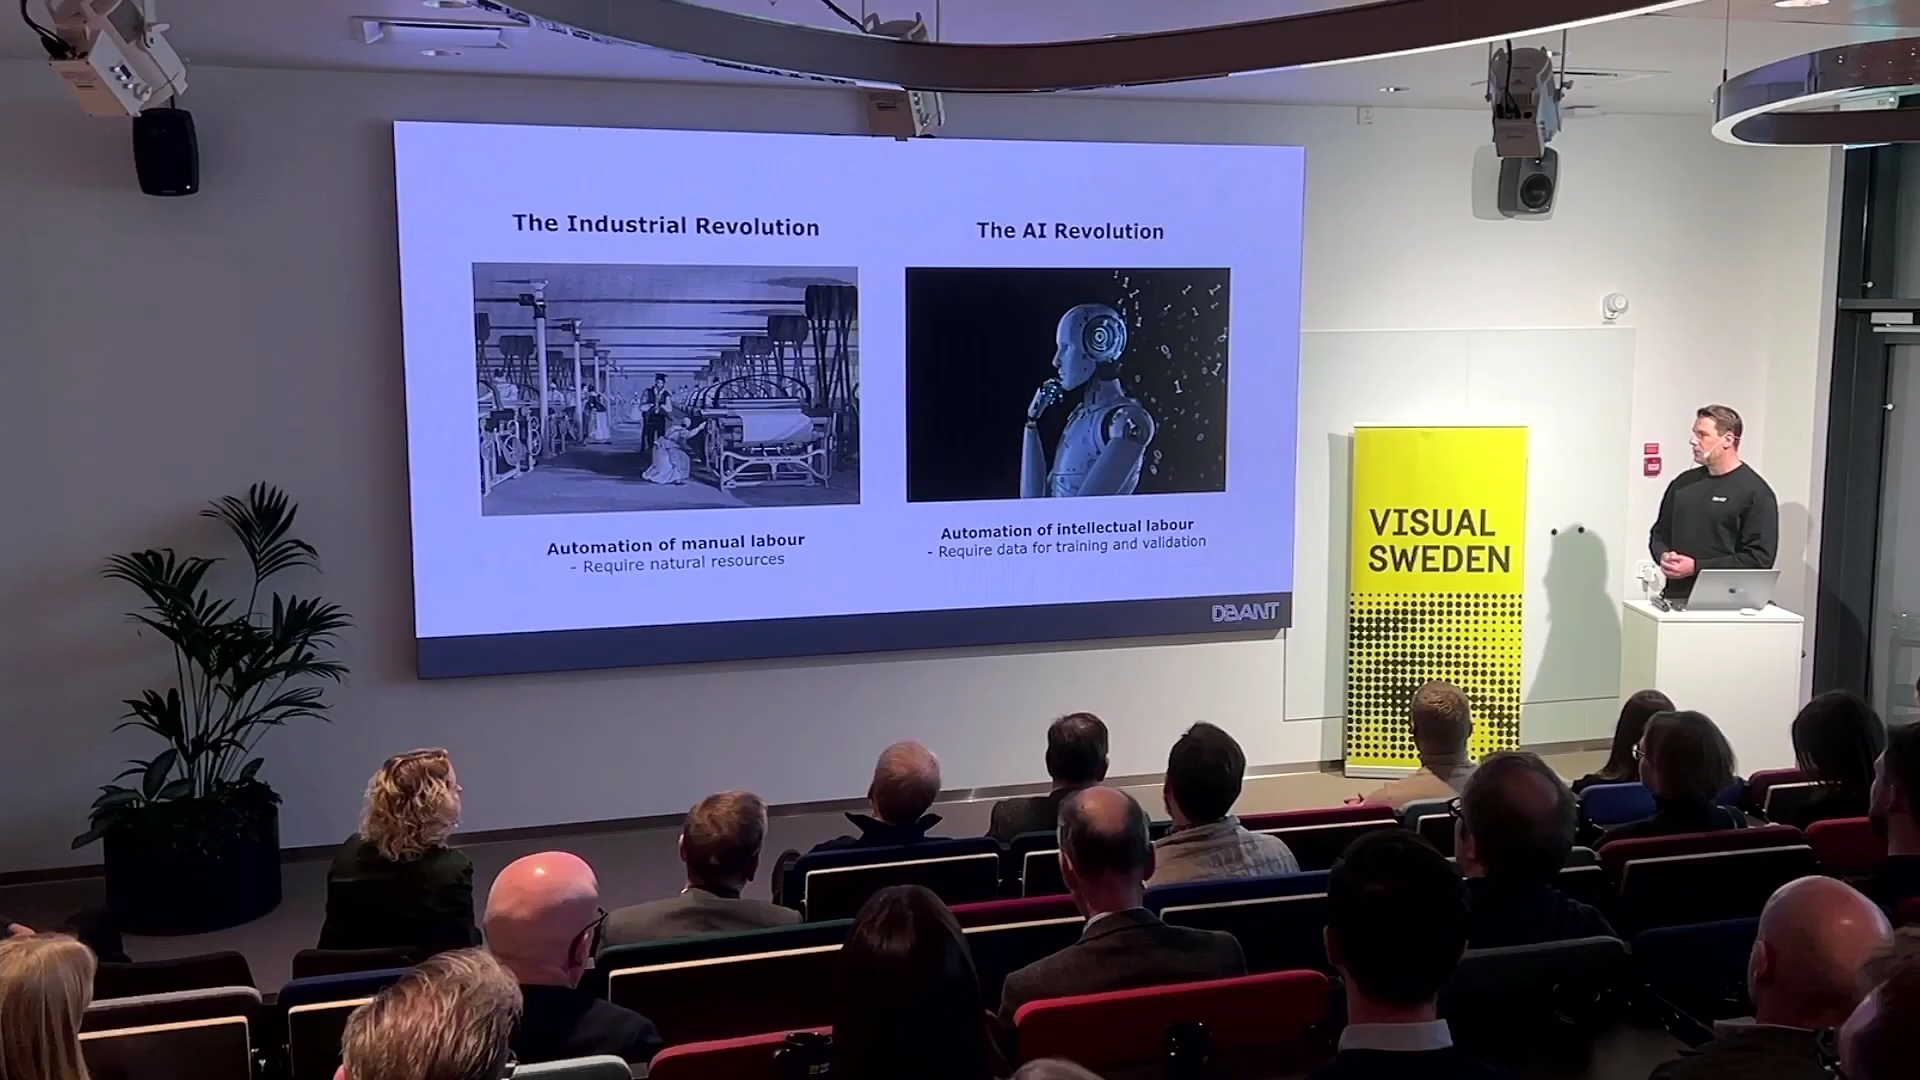 The Industrial Revolution
The AI Revolution
Automation of manual labour
- Require natural resources
Automation of intellectual labour
- Require data for training and validation
VISUAL
SWEDEN